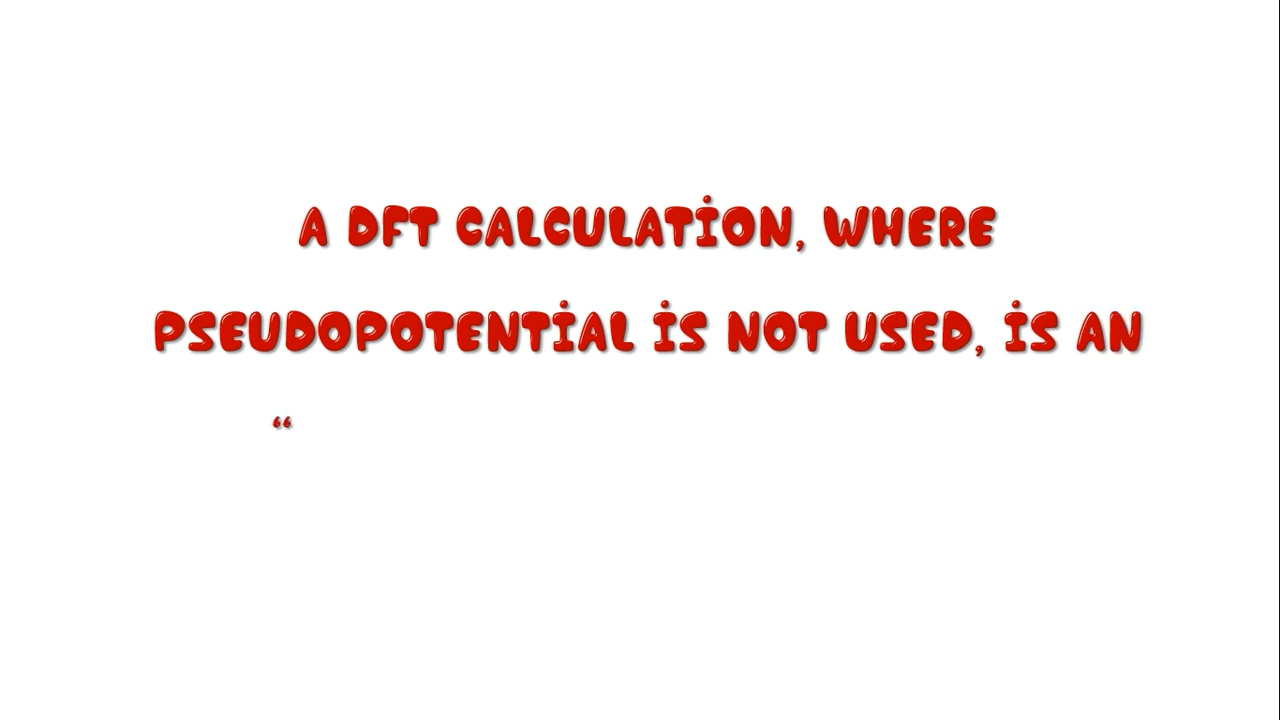 A DFT CALCULATİON, WHERE
PSEUDOPOTENTİAL İS NOT USED, İS AN
“